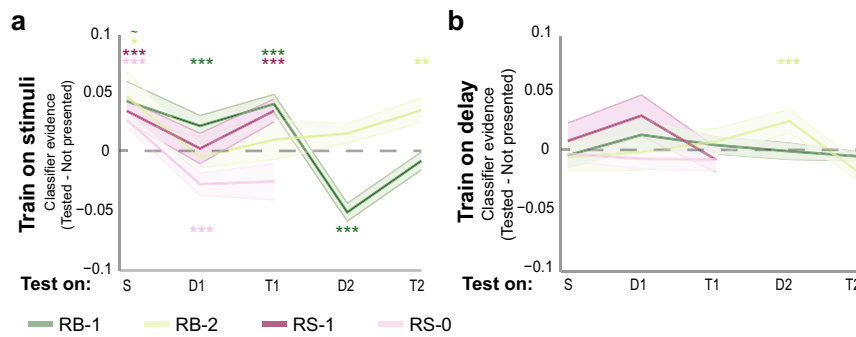 a
b
0.1
0.05
0
−0.05
−0.1
~
*
***
***
***
***
***
**
***
***
Train on stimuli
Classifier evidence
(Tested - Not presented)
Test on:
S D1 T1 D2 T2
0.1
0.05
0
−0.05
−0.1
***
Train on delay
Classifier evidence
(Tested - Not presented)
Test on:
S D1 T1 D2 T2
RB-1 RB-2 RS-1 RS-0